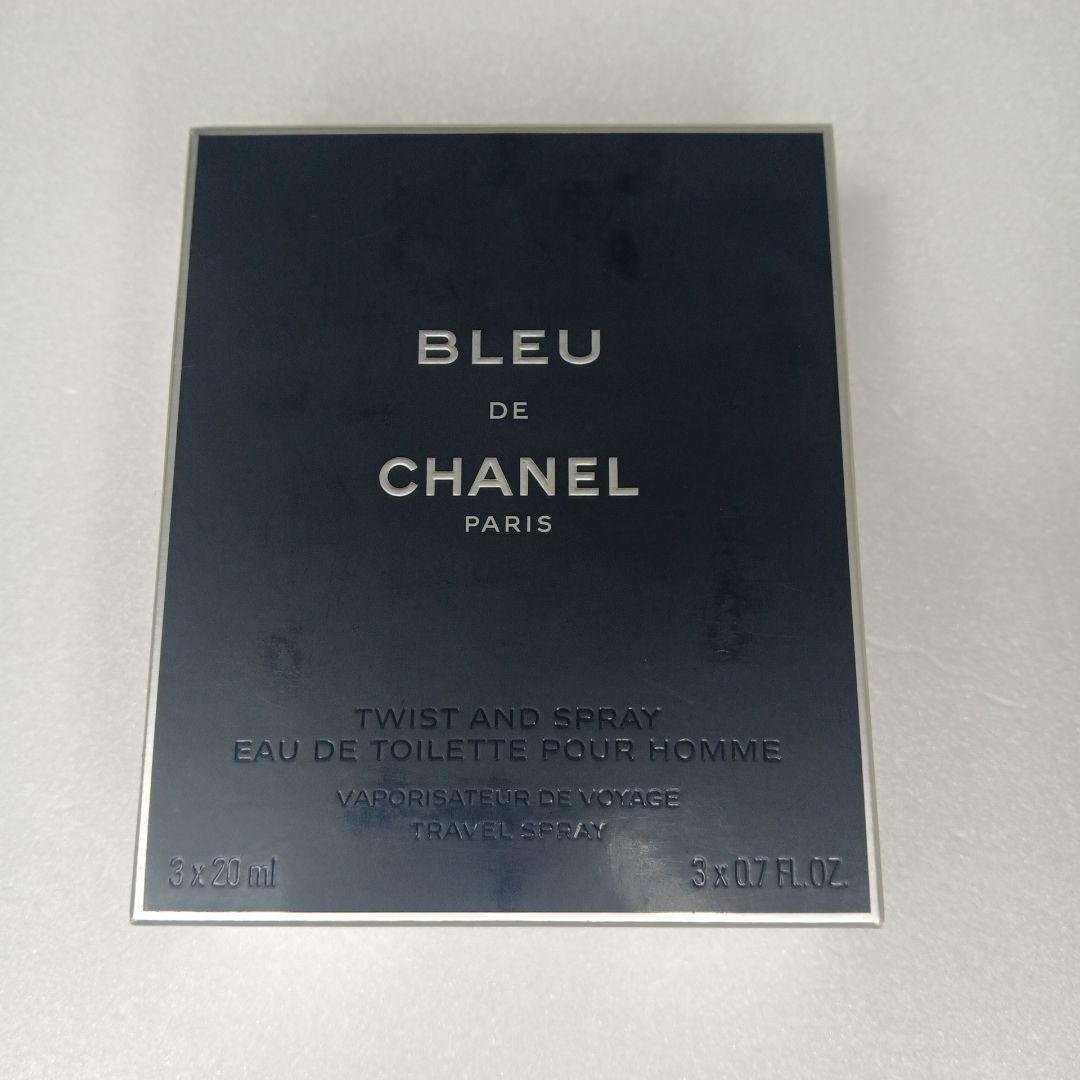 BLEU
DE
CHANEL
PARIS
TWIST AND SPRAY
EAU DE TOILETTE POUR HOMME
VAPORISATEUR DE VOYAGE
TRAVEL SPRAY
3 x 20 ml
3 x 0.7 FL.OZ.